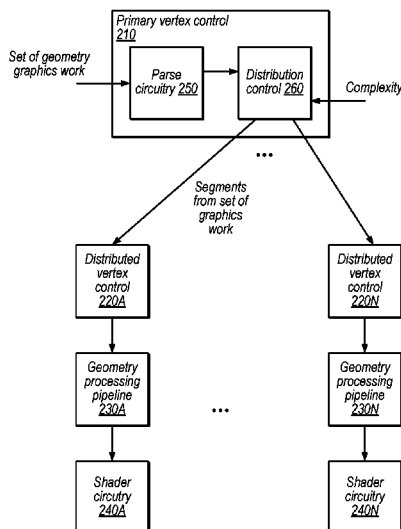 Primary vertex control
210
Set of geometry
graphics work
Parse
circuitry 250
Distribution
control 260
Complexity
...
Segments
from set of
graphics
work
Distributed
vertex
control
220A
Distributed
vertex
control
220N
Geometry
processing
pipeline
230A
...
Geometry
processing
pipeline
230N
Shader
circutry
240A
Shader
circuitry
240N